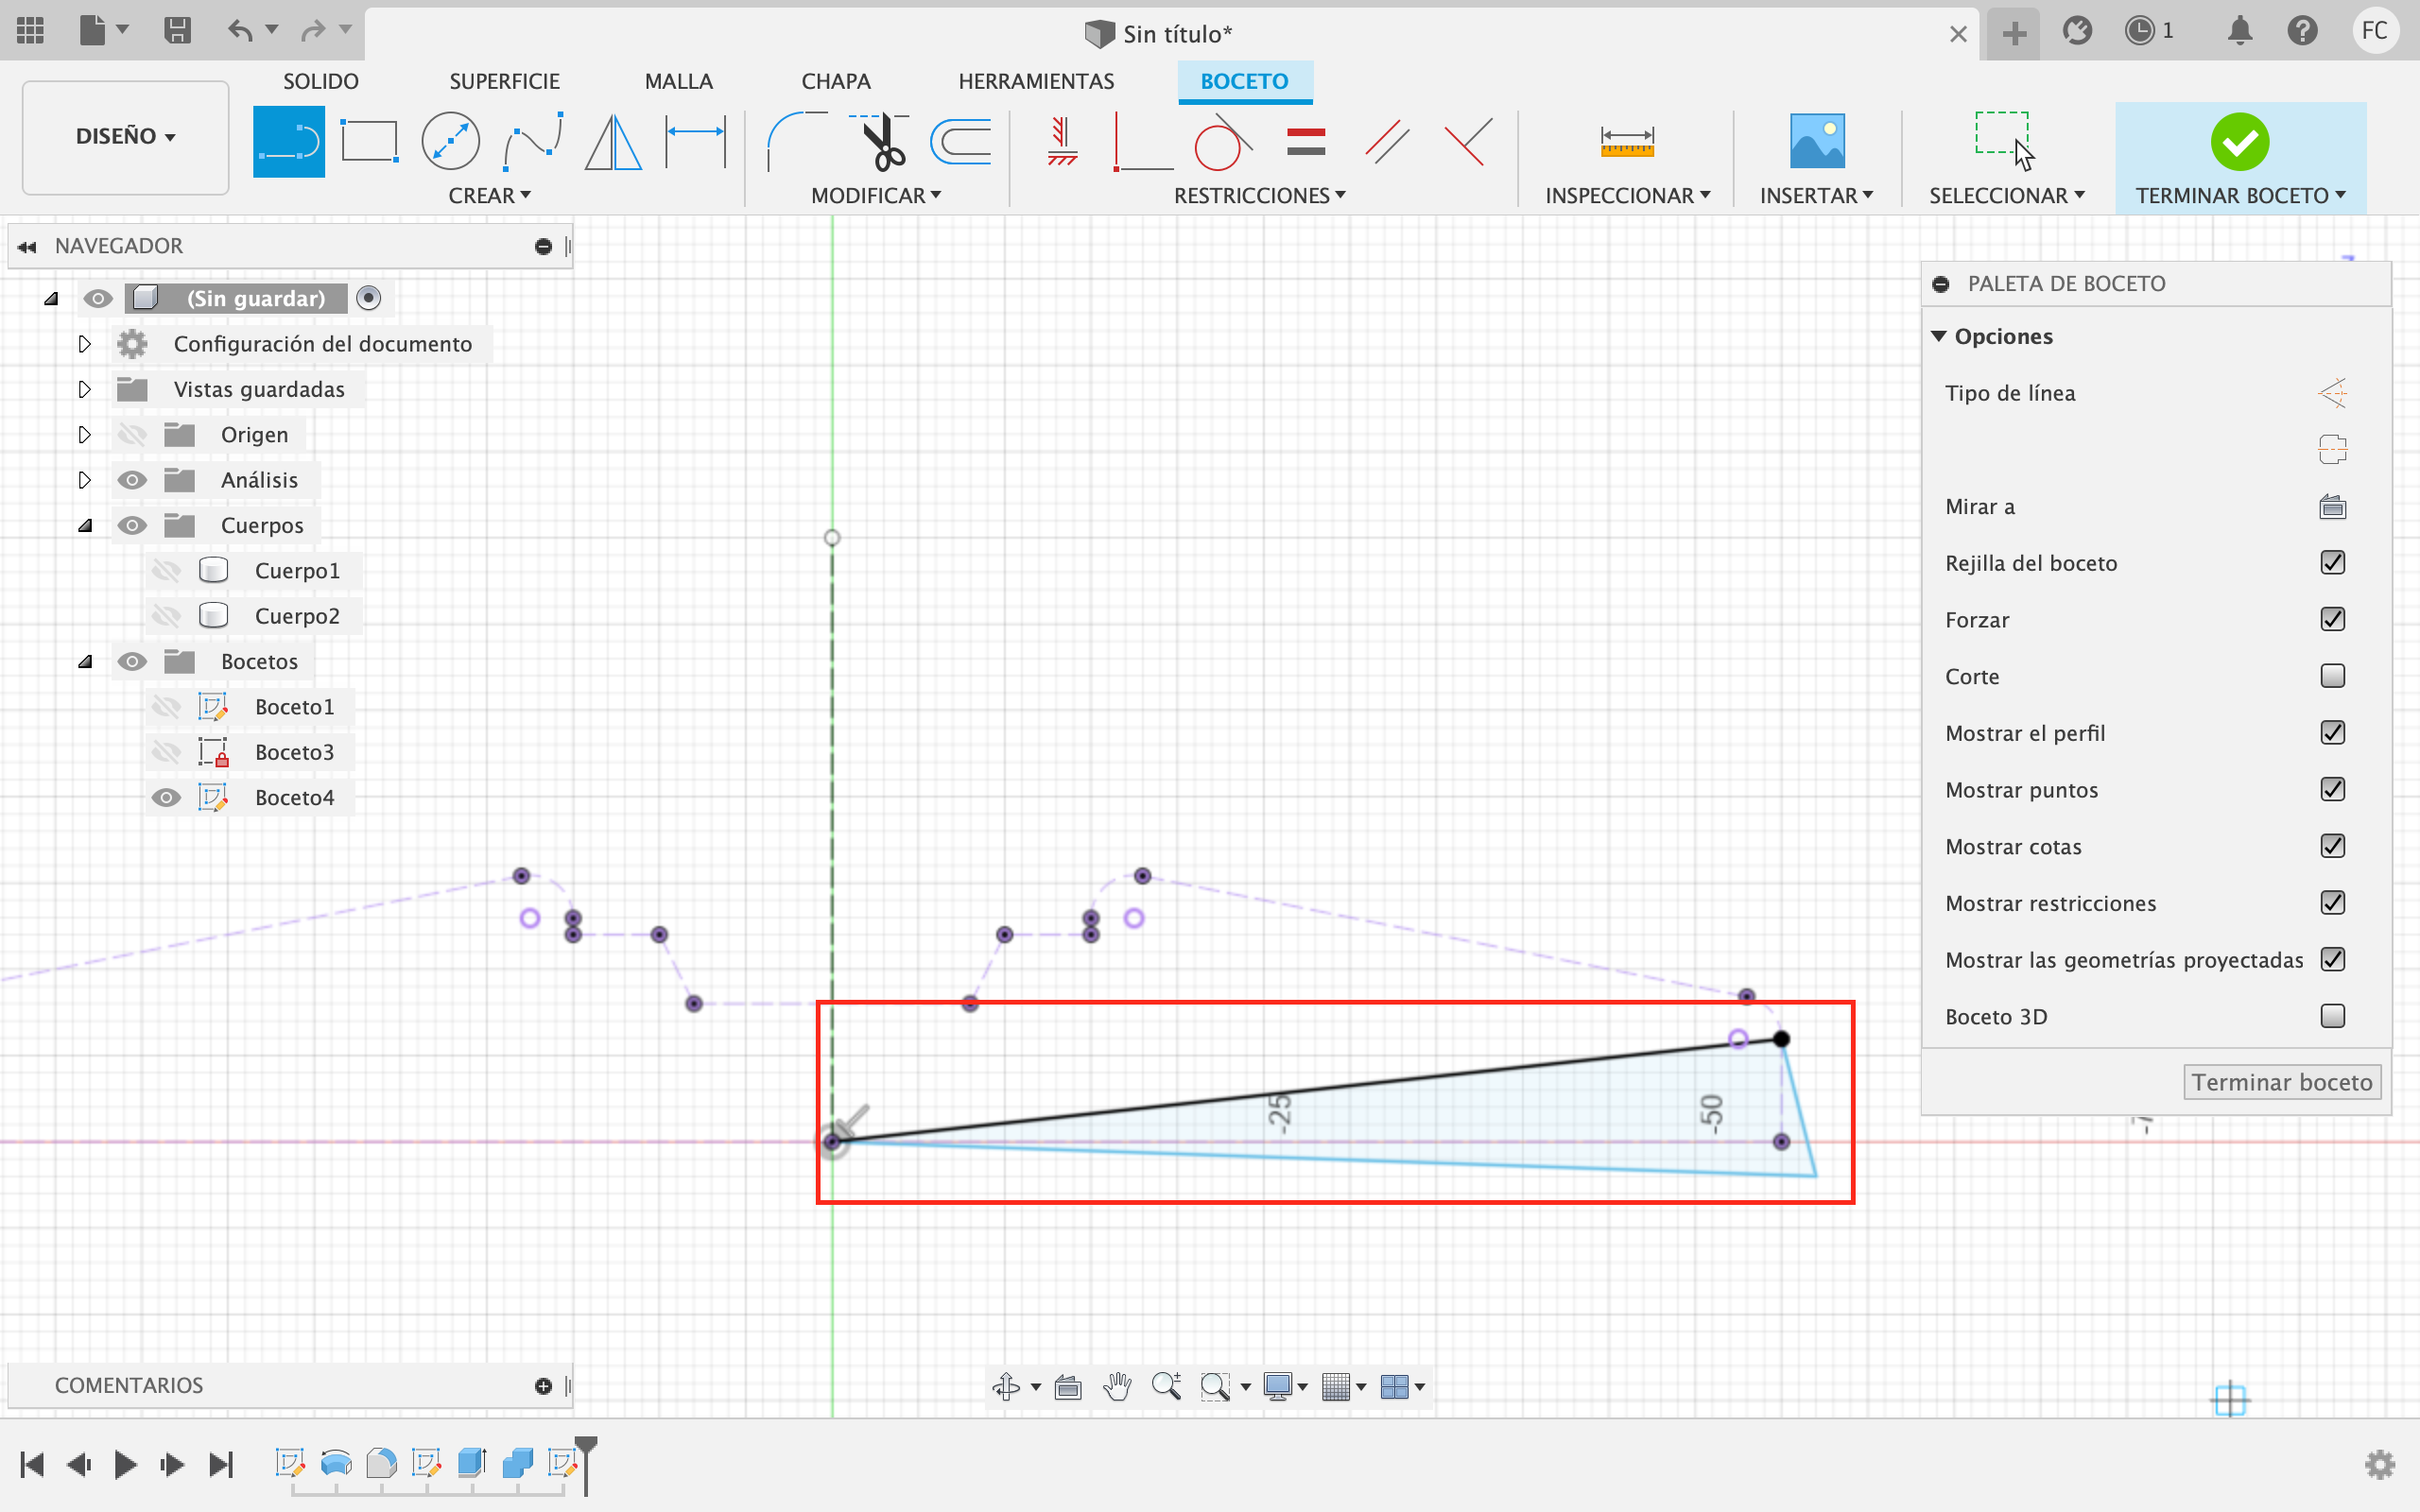 Sin título*
1
FC
SOLIDO
SUPERFICIE
MALLA
CHAPA
HERRAMIENTAS
BOCETO
DISEÑO
CREAR
MODIFICAR
RESTRICCIONES
INSPECCIONAR
INSERTAR
SELECCIONAR
TERMINAR BOCETO
NAVEGADOR
(Sin guardar)
Configuración del documento
Vistas guardadas
Origen
Análisis
Cuerpos
Cuerpo1
Cuerpo2
Bocetos
Boceto1
Boceto3
Boceto4
PALETA DE BOCETO
Opciones
Tipo de línea
Mirar a
Rejilla del boceto
Forzar
Corte
Mostrar el perfil
Mostrar puntos
Mostrar cotas
Mostrar restricciones
Mostrar las geometrías proyectadas
Boceto 3D
Terminar boceto
-25
-50
COMENTARIOS